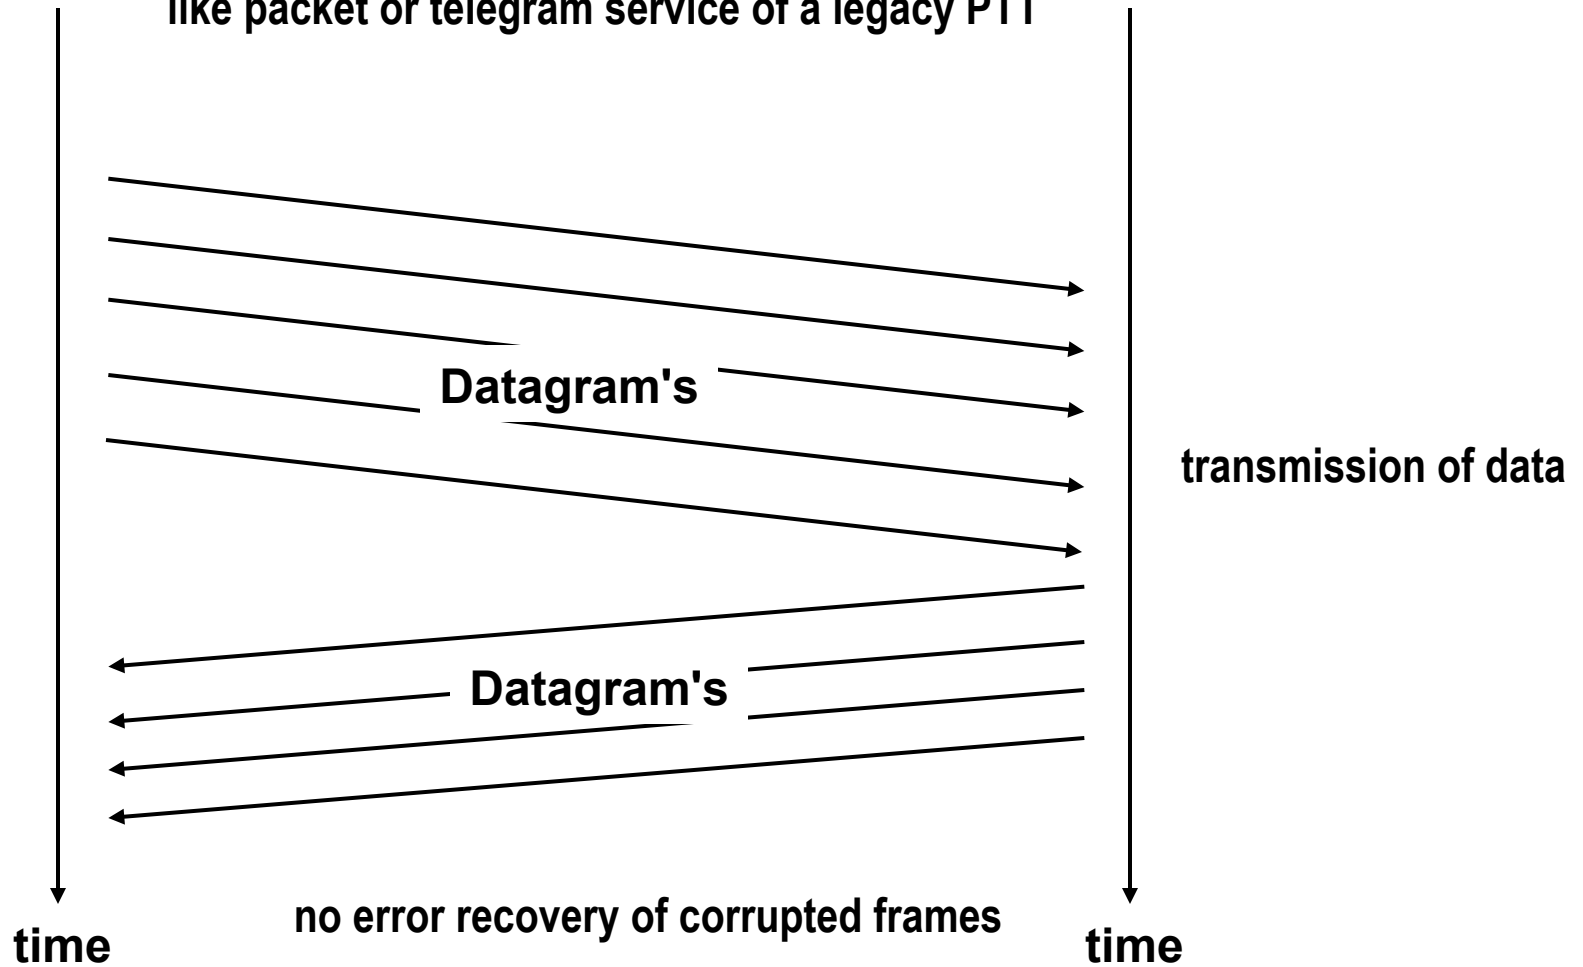 like packet or telegram service of a legacy PTT
Datagram's
transmission of data
Datagram's
no error recovery of corrupted frames
time
time